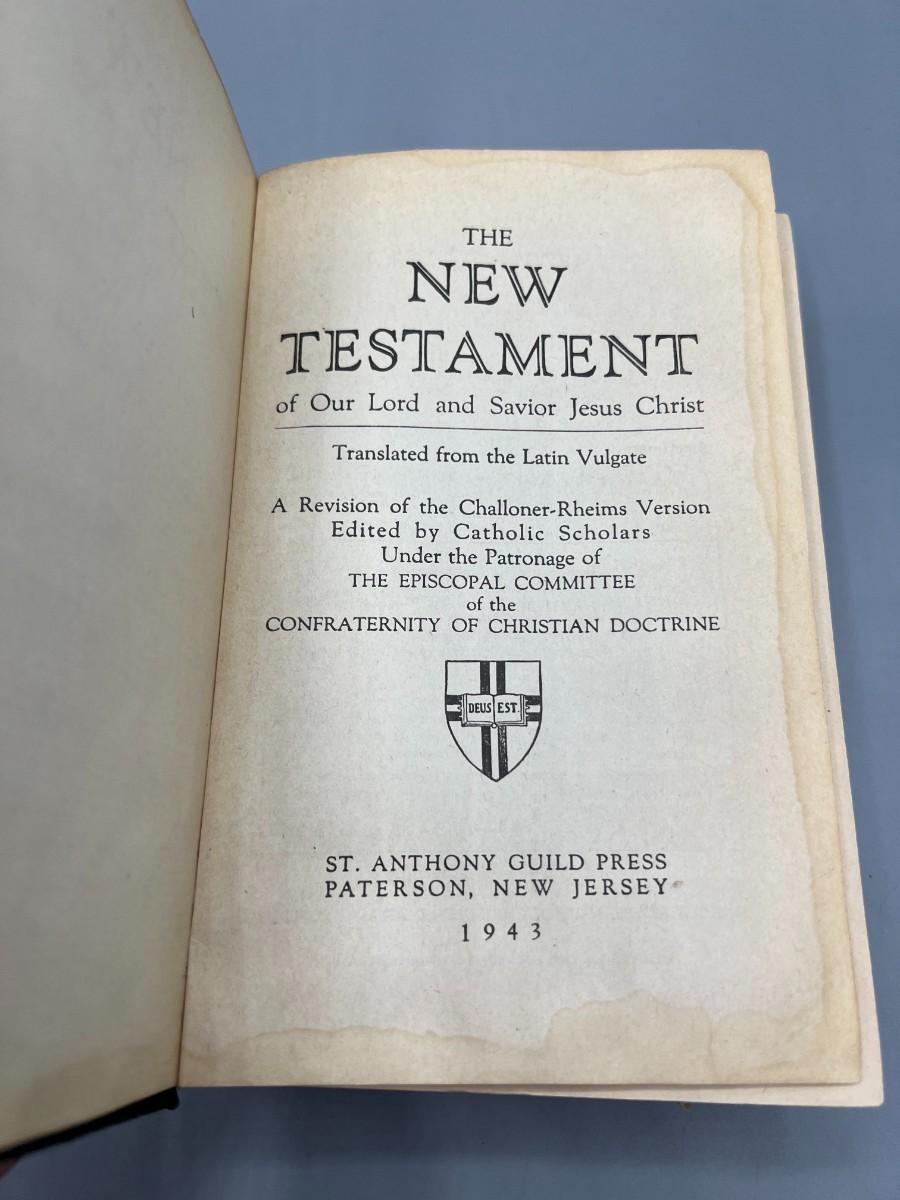 THE
NEW
TESTAMENT
of Our Lord and Savior Jesus Christ
Translated from the Latin Vulgate
A Revision of the Challoner-Rheims Version
Edited by Catholic Scholars
Under the Patronage of
THE EPISCOPAL COMMITTEE
of the
CONFRATERNITY OF CHRISTIAN DOCTRINE
DEUS EST.
ST. ANTHONY GUILD PRESS
PATERSON, NEW JERSEY
1943